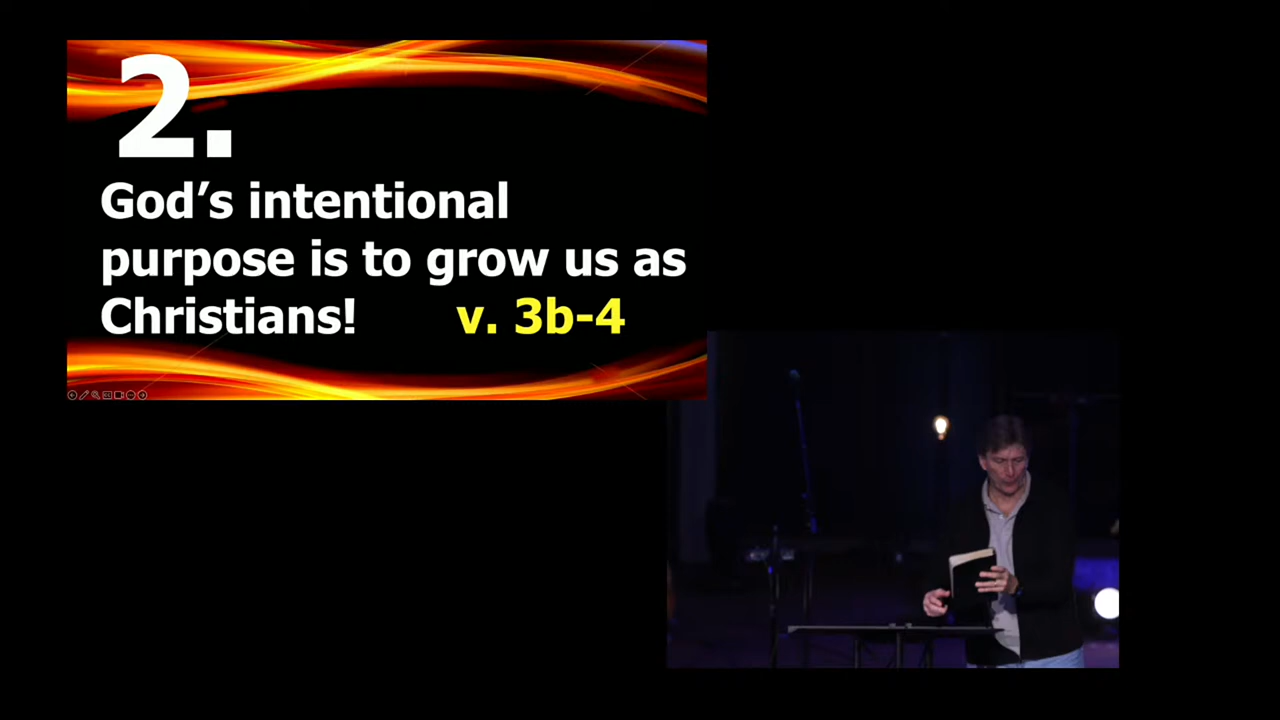 2.
God’s intentional
purpose is to grow us as
Christians! v. 3b-4